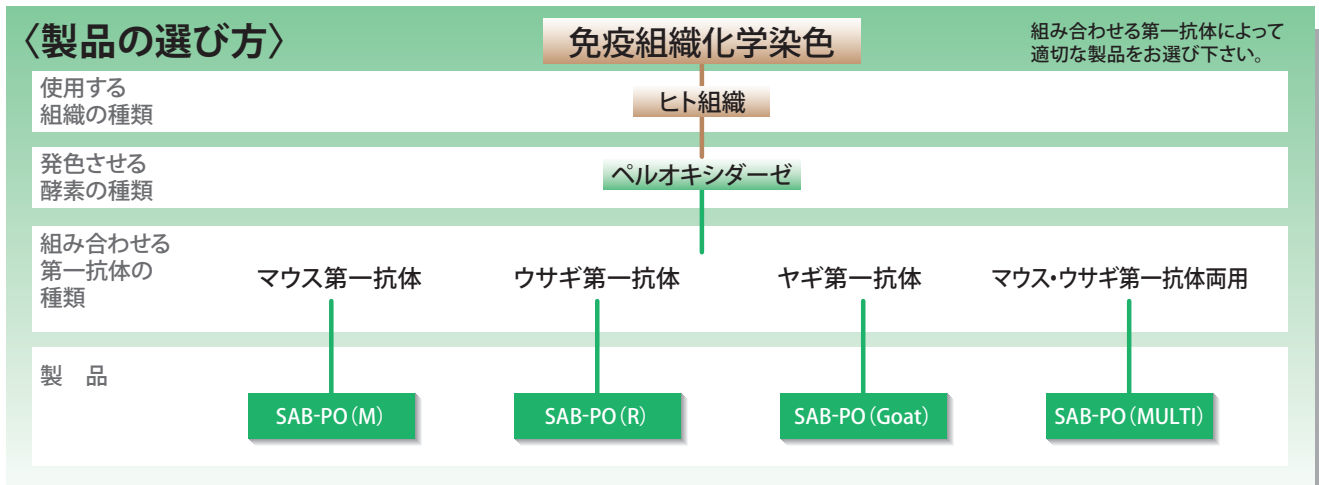 〈製品の選び方〉
免疫組織化学染色
組み合わせる第一抗体によって
適切な製品をお選び下さい。
使用する
組織の種類
ヒト組織
発色させる
酵素の種類
ペルオキシダーゼ
組み合わせる
第一抗体の
種類
マウス第一抗体
ウサギ第一抗体
ヤギ第一抗体
マウス・ウサギ第一抗体両用
製　品
SAB-PO（M）
SAB-PO（R）
SAB-PO（Goat）
SAB-PO（MULTI）